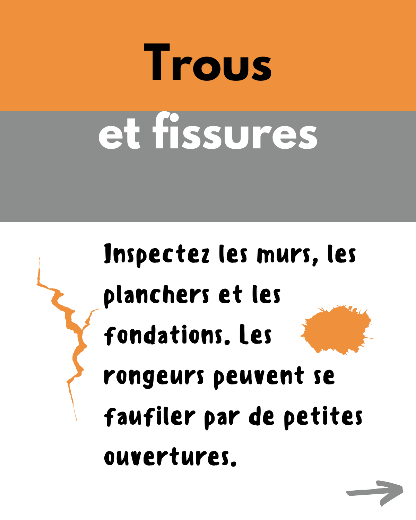 Trous
et fissures
Inspectez les murs, les
planchers et les
fondations. Les
rongeurs peuvent se
faufiler par de petites
ouvertures.